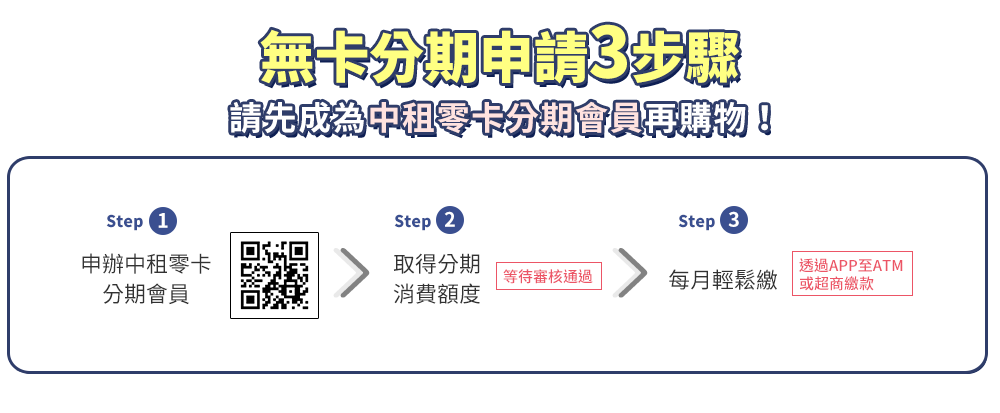 無卡分期申請3步驟
請先成為中租零卡分期會員再購物！
Step 1
申辦中租零卡
分期會員
Step 2
取得分期
消費額度
等待審核通過
Step 3
每月輕鬆繳
透過APP至ATM
或超商繳款